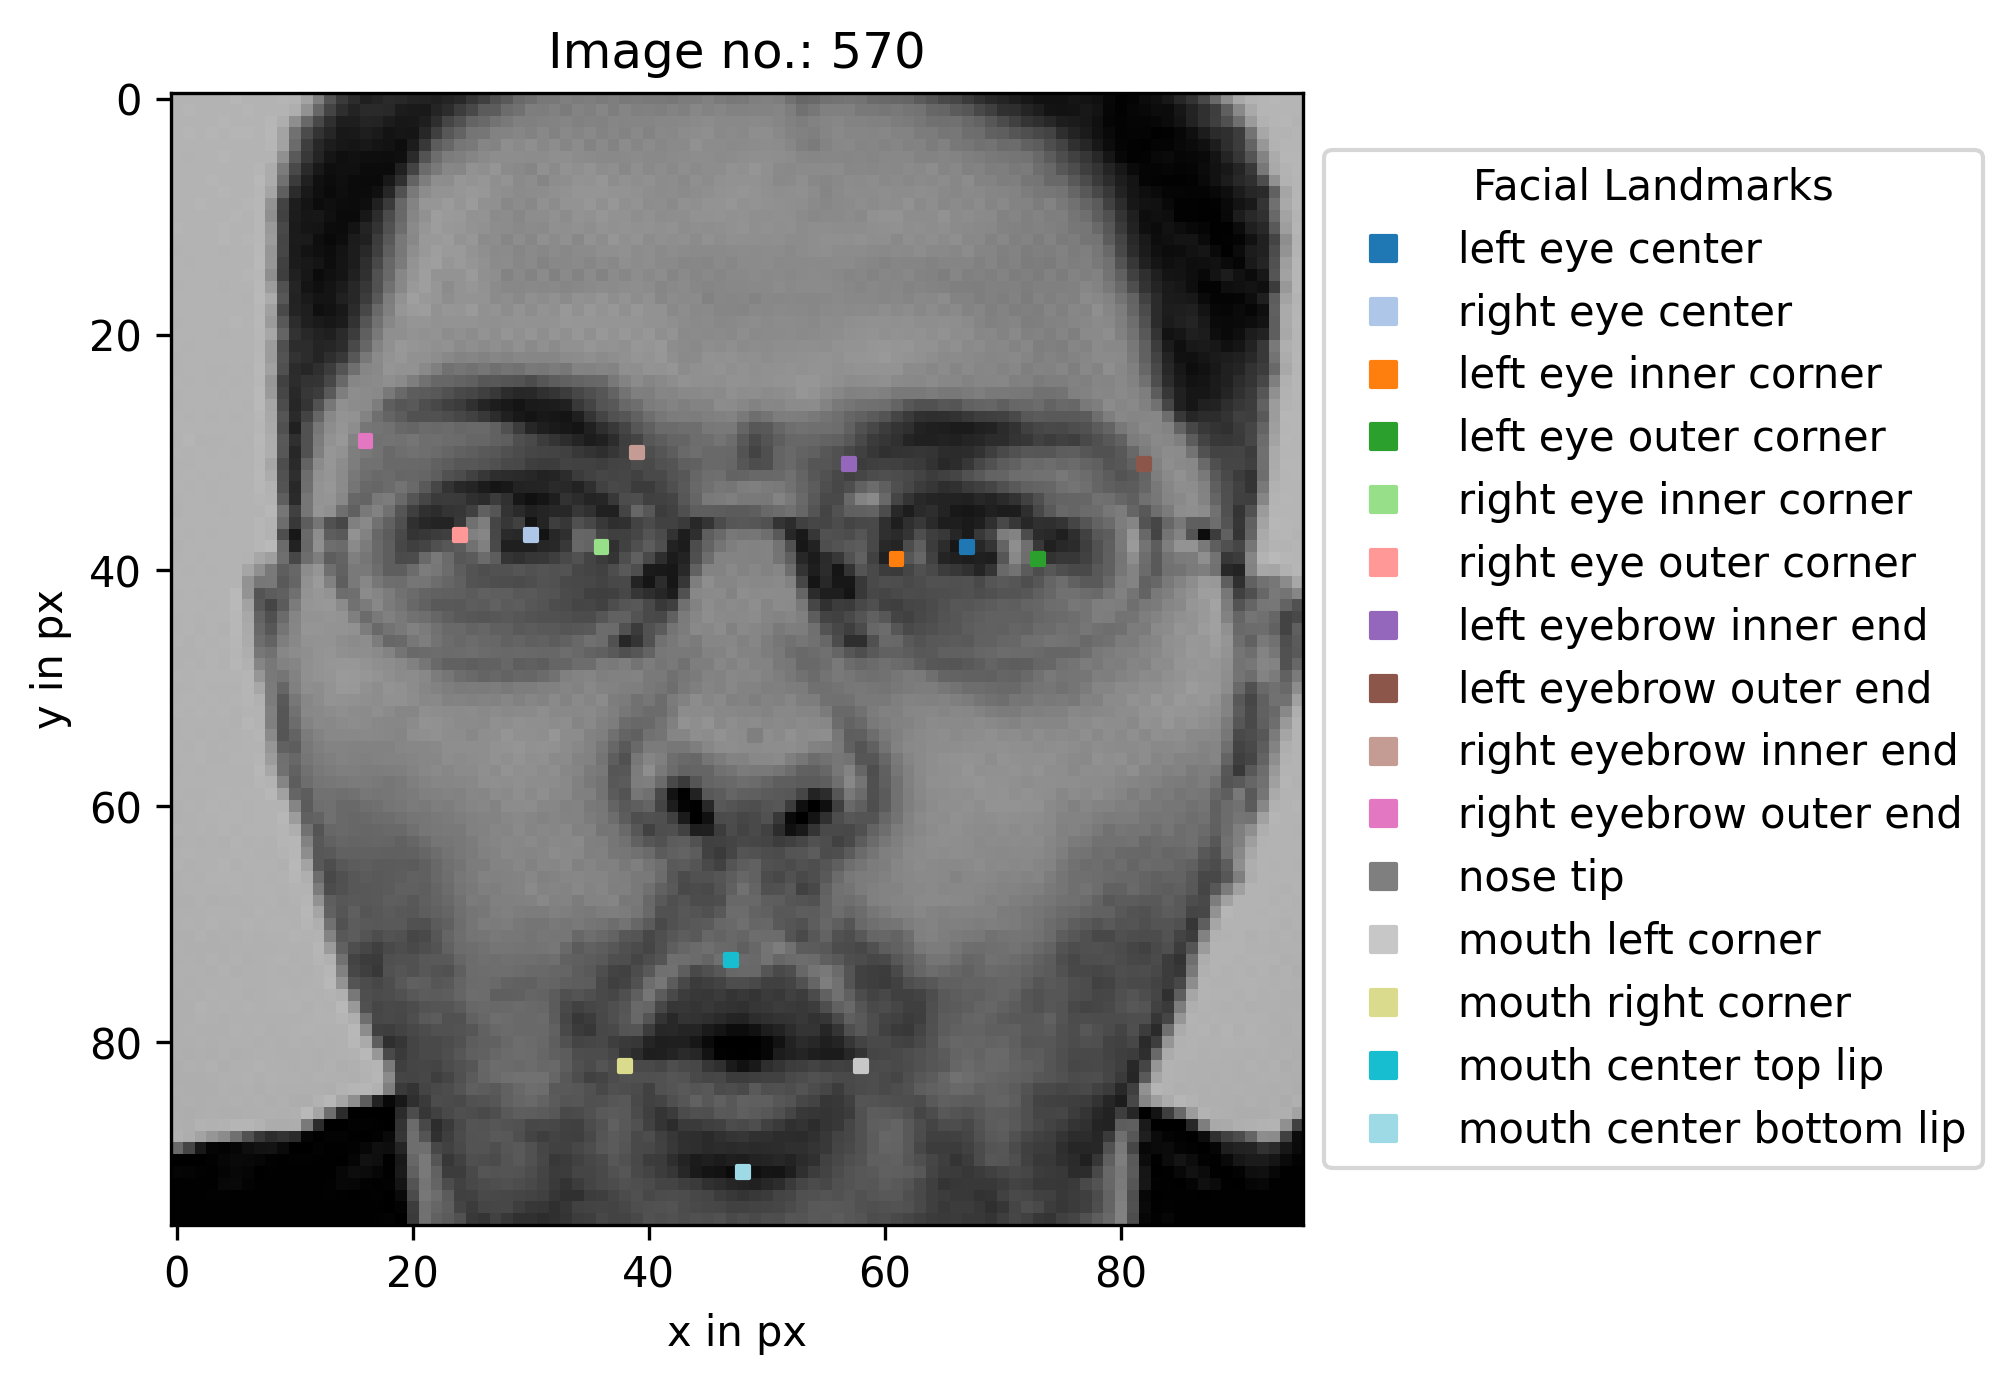 Image no.: 570
0
20
40
60
80
y in px
0 20 40 60 80
x in px
Facial Landmarks
left eye center
right eye center
left eye inner corner
left eye outer corner
right eye inner corner
right eye outer corner
left eyebrow inner end
left eyebrow outer end
right eyebrow inner end
right eyebrow outer end
nose tip
mouth left corner
mouth right corner
mouth center top lip
mouth center bottom lip